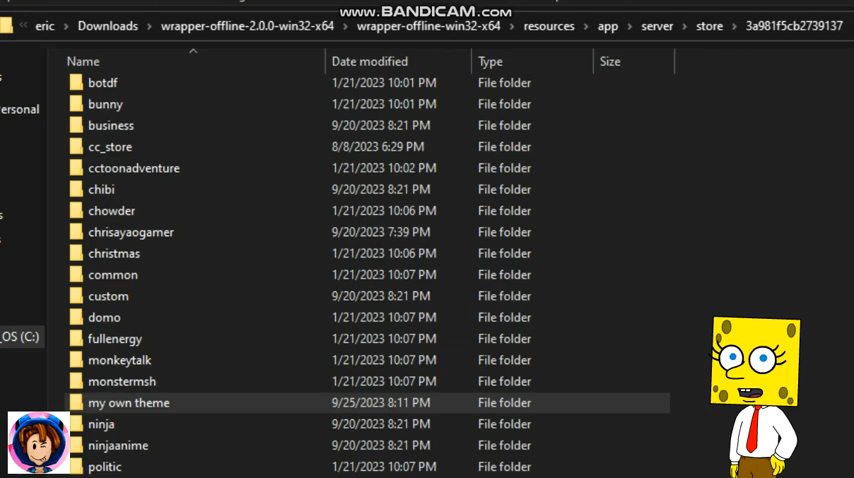 www.BANDICAM.com
eric > Downloads > wrapper-offline-2.0.0-win32-x64 > wrapper-offline-win32-x64 > resources > app > server > store > 3a981f5cb2739137
Name Date modified Type Size
botdf 1/21/2023 10:01 PM File folder
bunny 1/21/2023 10:01 PM File folder
ersonal
business 9/20/2023 8:21 PM File folder
cc_store 8/8/2023 6:29 PM File folder
cctoonadventure 1/21/2023 10:02 PM File folder
chibi 9/20/2023 8:21 PM File folder
chowder 1/21/2023 10:06 PM File folder
s
chrisayaogamer 9/20/2023 7:39 PM File folder
christmas 1/21/2023 10:06 PM File folder
common 1/21/2023 10:07 PM File folder
custom 9/20/2023 8:21 PM File folder
domo 1/21/2023 10:07 PM File folder
_OS (C:)
fullenergy 1/21/2023 10:07 PM File folder
monkeytalk 1/21/2023 10:07 PM File folder
monstermsh 1/21/2023 10:07 PM File folder
my own theme 9/25/2023 8:11 PM File folder
ninja 9/20/2023 8:21 PM File folder
ninjaanime 9/20/2023 8:21 PM File folder
politic 1/21/2023 10:07 PM File folder